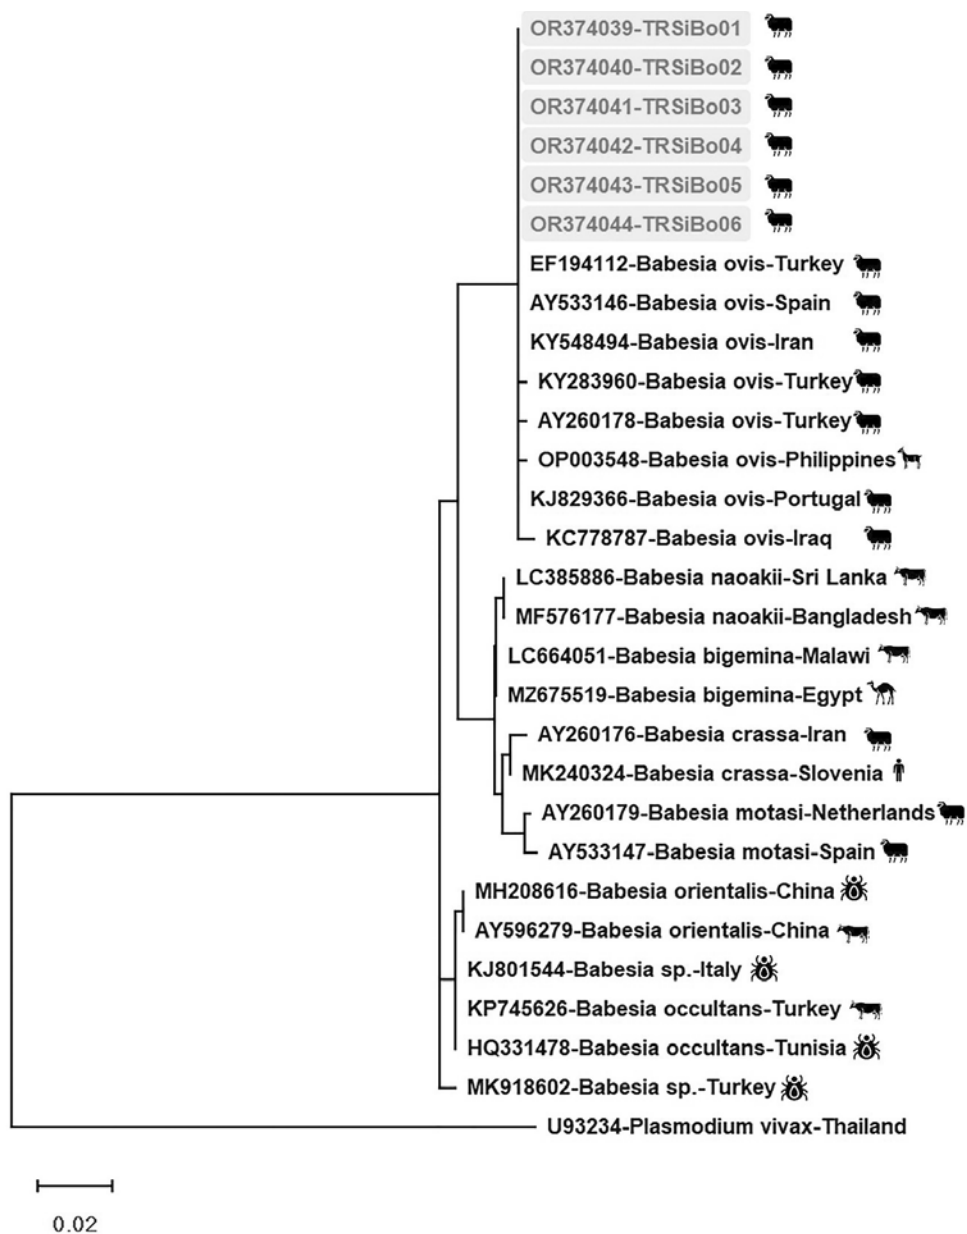 OR374039-TRSiBo01
OR374040-TRSiBo02
OR374041-TRSiBo03
OR374042-TRSiBo04
OR374043-TRSiBo05
OR374044-TRSiBo06
EF194112-Babesia ovis-Turkey
AY533146-Babesia ovis-Spain
KY548494-Babesia ovis-Iran
KY283960-Babesia ovis-Turkey
AY260178-Babesia ovis-Turkey
OP003548-Babesia ovis-Philippines
KJ829366-Babesia ovis-Portugal
KC778787-Babesia ovis-Iraq
LC385886-Babesia naoakii-Sri Lanka
MF576177-Babesia naoakii-Bangladesh
LC664051-Babesia bigemina-Malawi
MZ675519-Babesia bigemina-Egypt
AY260176-Babesia crassa-Iran
MK240324-Babesia crassa-Slovenia
AY260179-Babesia motasi-Netherlands
AY533147-Babesia motasi-Spain
MH208616-Babesia orientalis-China
AY596279-Babesia orientalis-China
KJ801544-Babesia sp.-Italy
KP745626-Babesia occultans-Turkey
HQ331478-Babesia occultans-Tunisia
MK918602-Babesia sp.-Turkey
U93234-Plasmodium vivax-Thailand
0.02